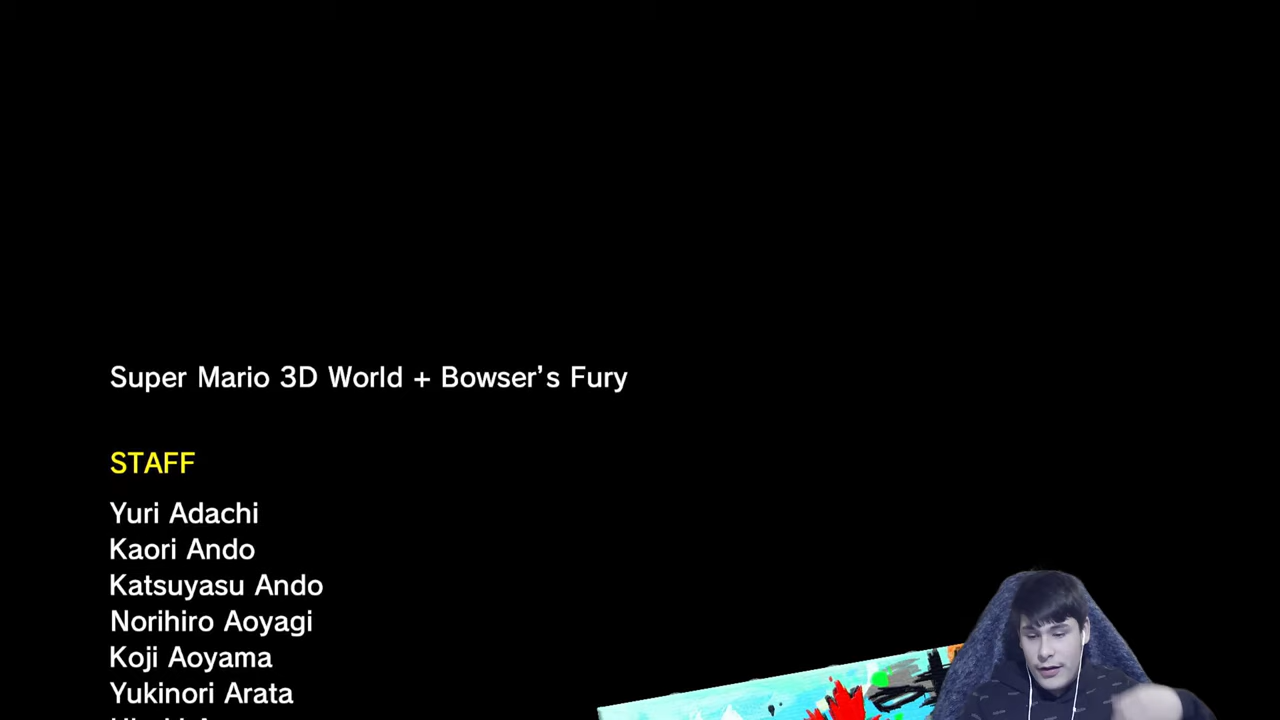 Super Mario 3D World + Bowser's Fury
STAFF
Yuri Adachi
Kaori Ando
Katsuyasu Ando
Norihiro Aoyagi
Koji Aoyama
Yukinori Arata